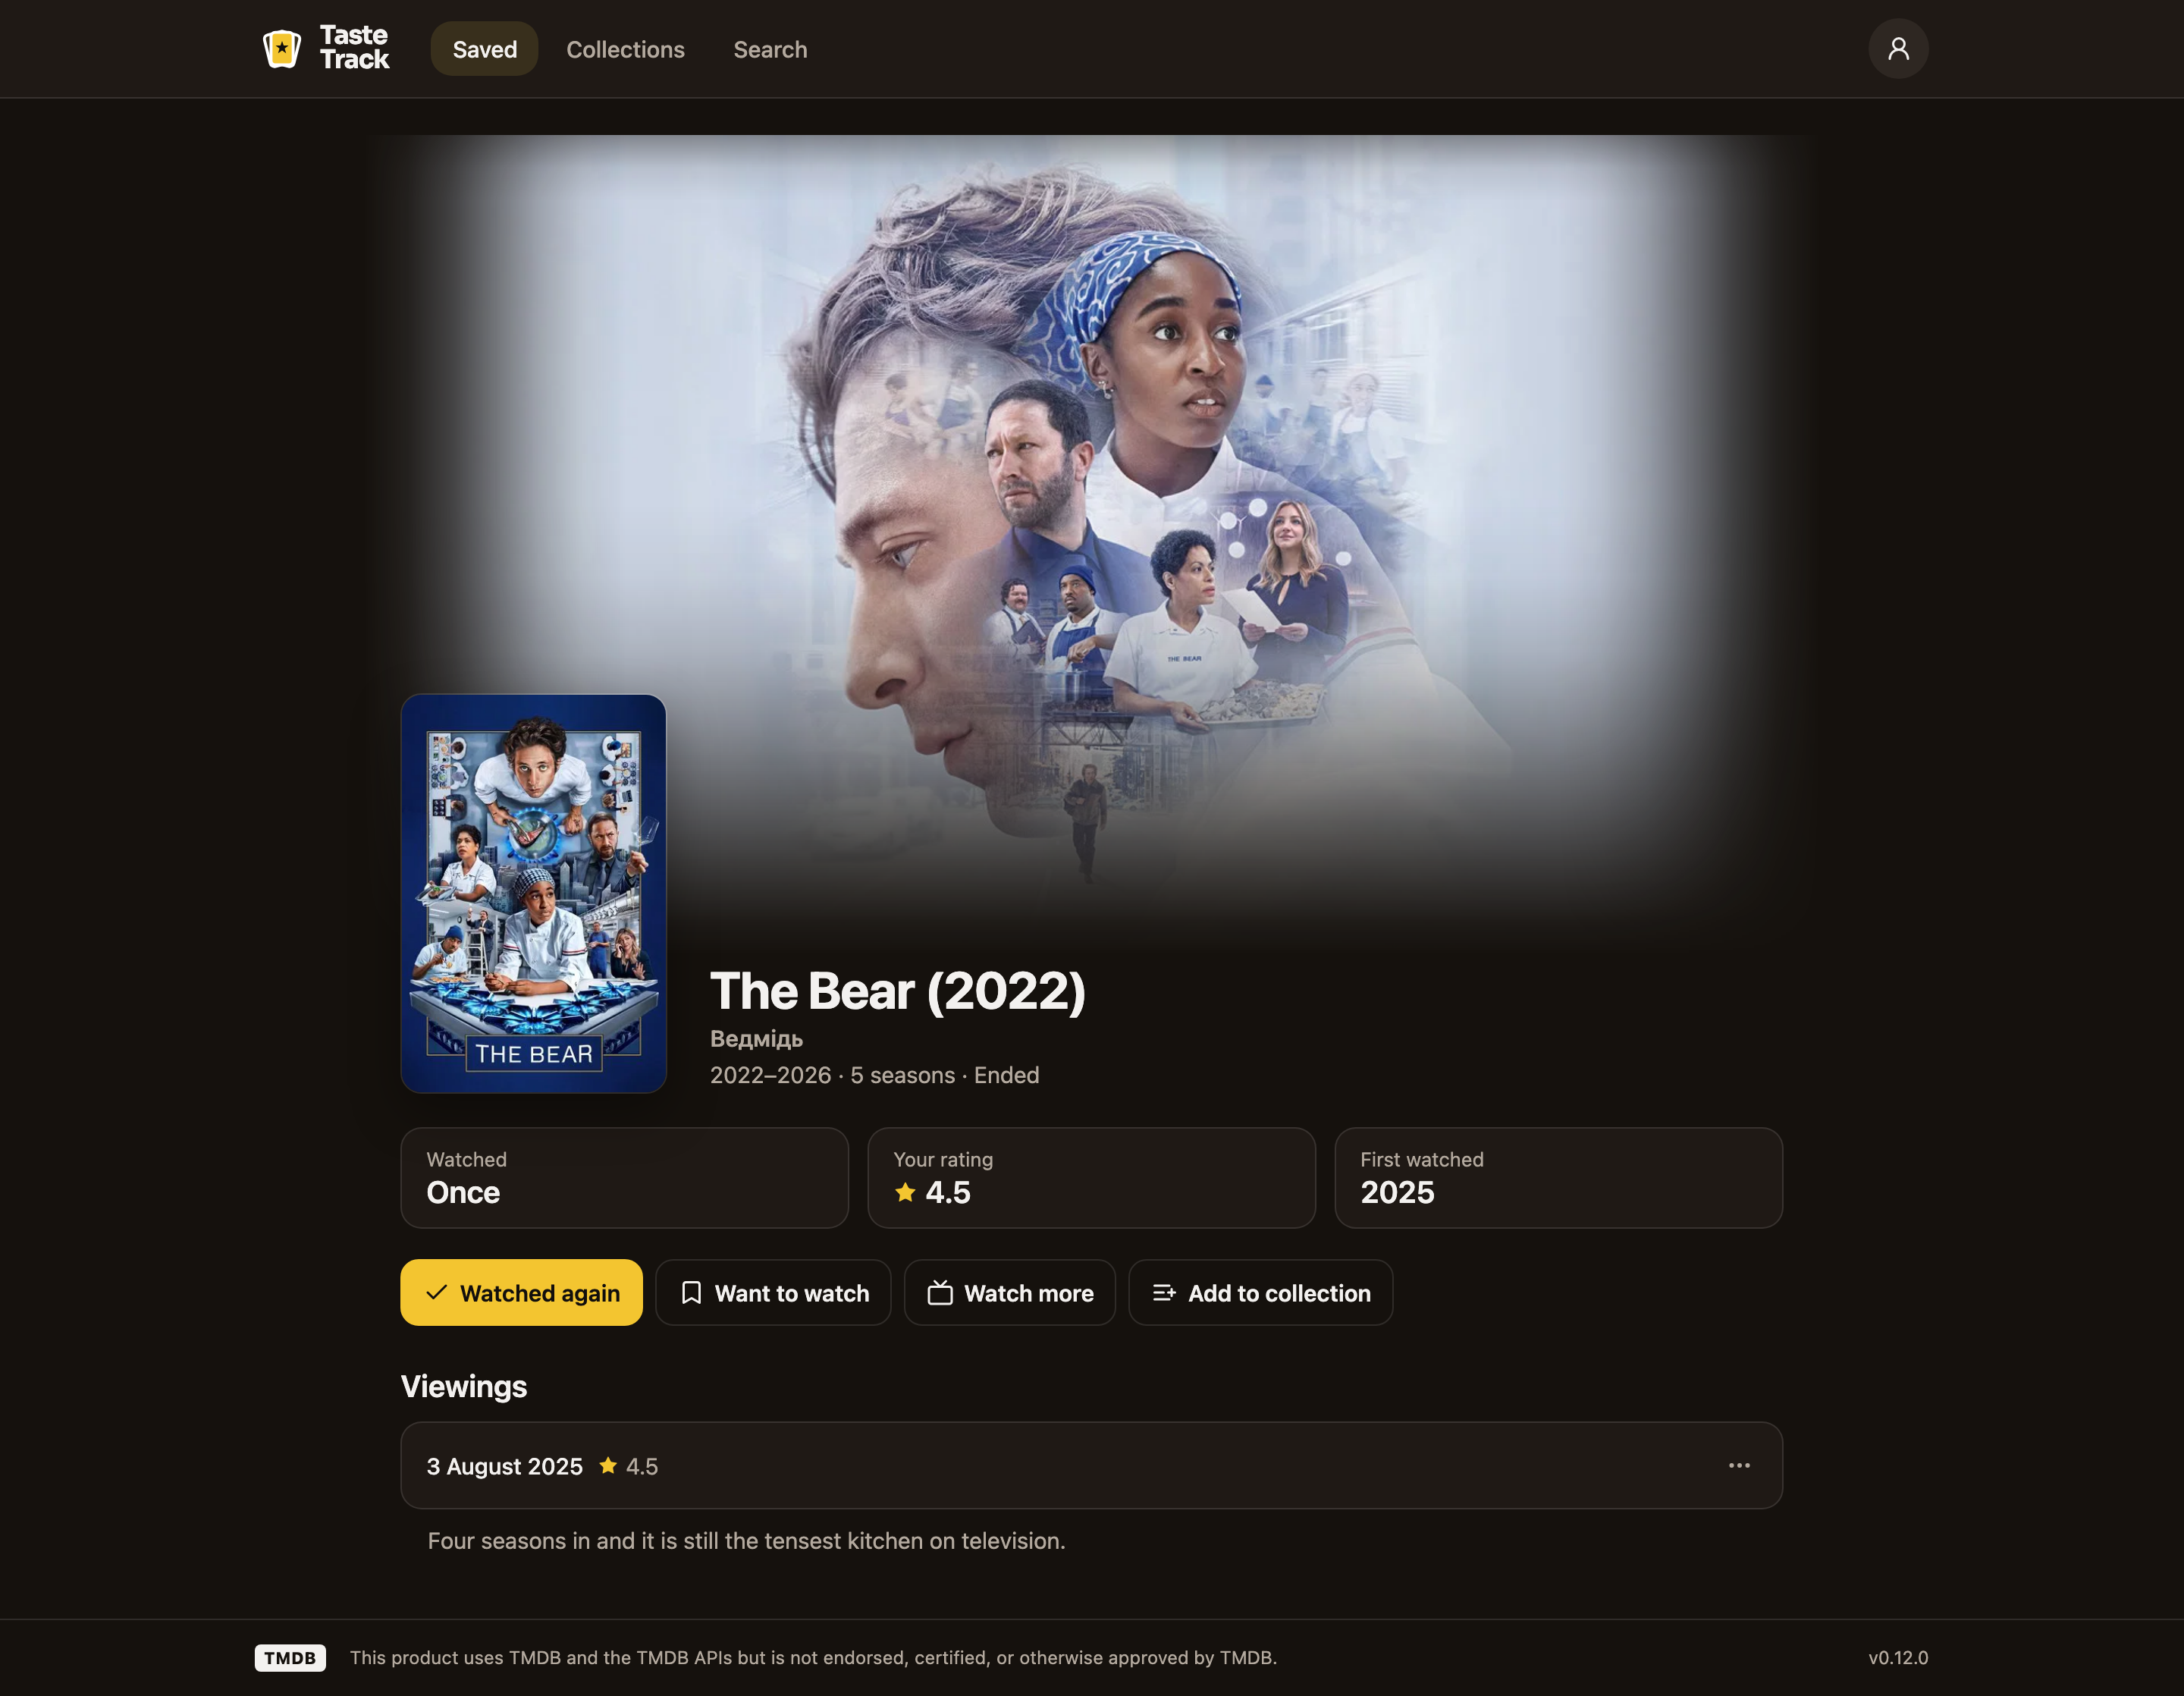 Taste
Track
Saved
Collections
Search
THE BEAR
THE BEAR
The Bear (2022)
Ведмідь
2022–2026 · 5 seasons · Ended
Watched
Once
Your rating
4.5
First watched
2025
Watched again
Want to watch
Watch more
Add to collection
Viewings
3 August 2025 4.5
Four seasons in and it is still the tensest kitchen on television.
TMDB
This product uses TMDB and the TMDB APIs but is not endorsed, certified, or otherwise approved by TMDB.
v0.12.0